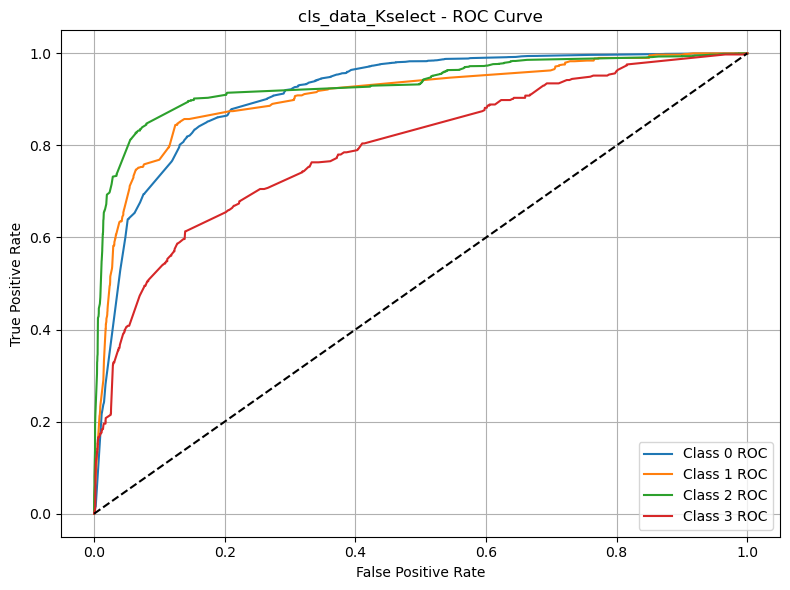 cls_data_Kselect - ROC Curve
True Positive Rate
1.0
0.8
0.6
0.4
0.2
0.0
0.0 0.2 0.4 0.6 0.8 1.0
False Positive Rate
Class 0 ROC
Class 1 ROC
Class 2 ROC
Class 3 ROC